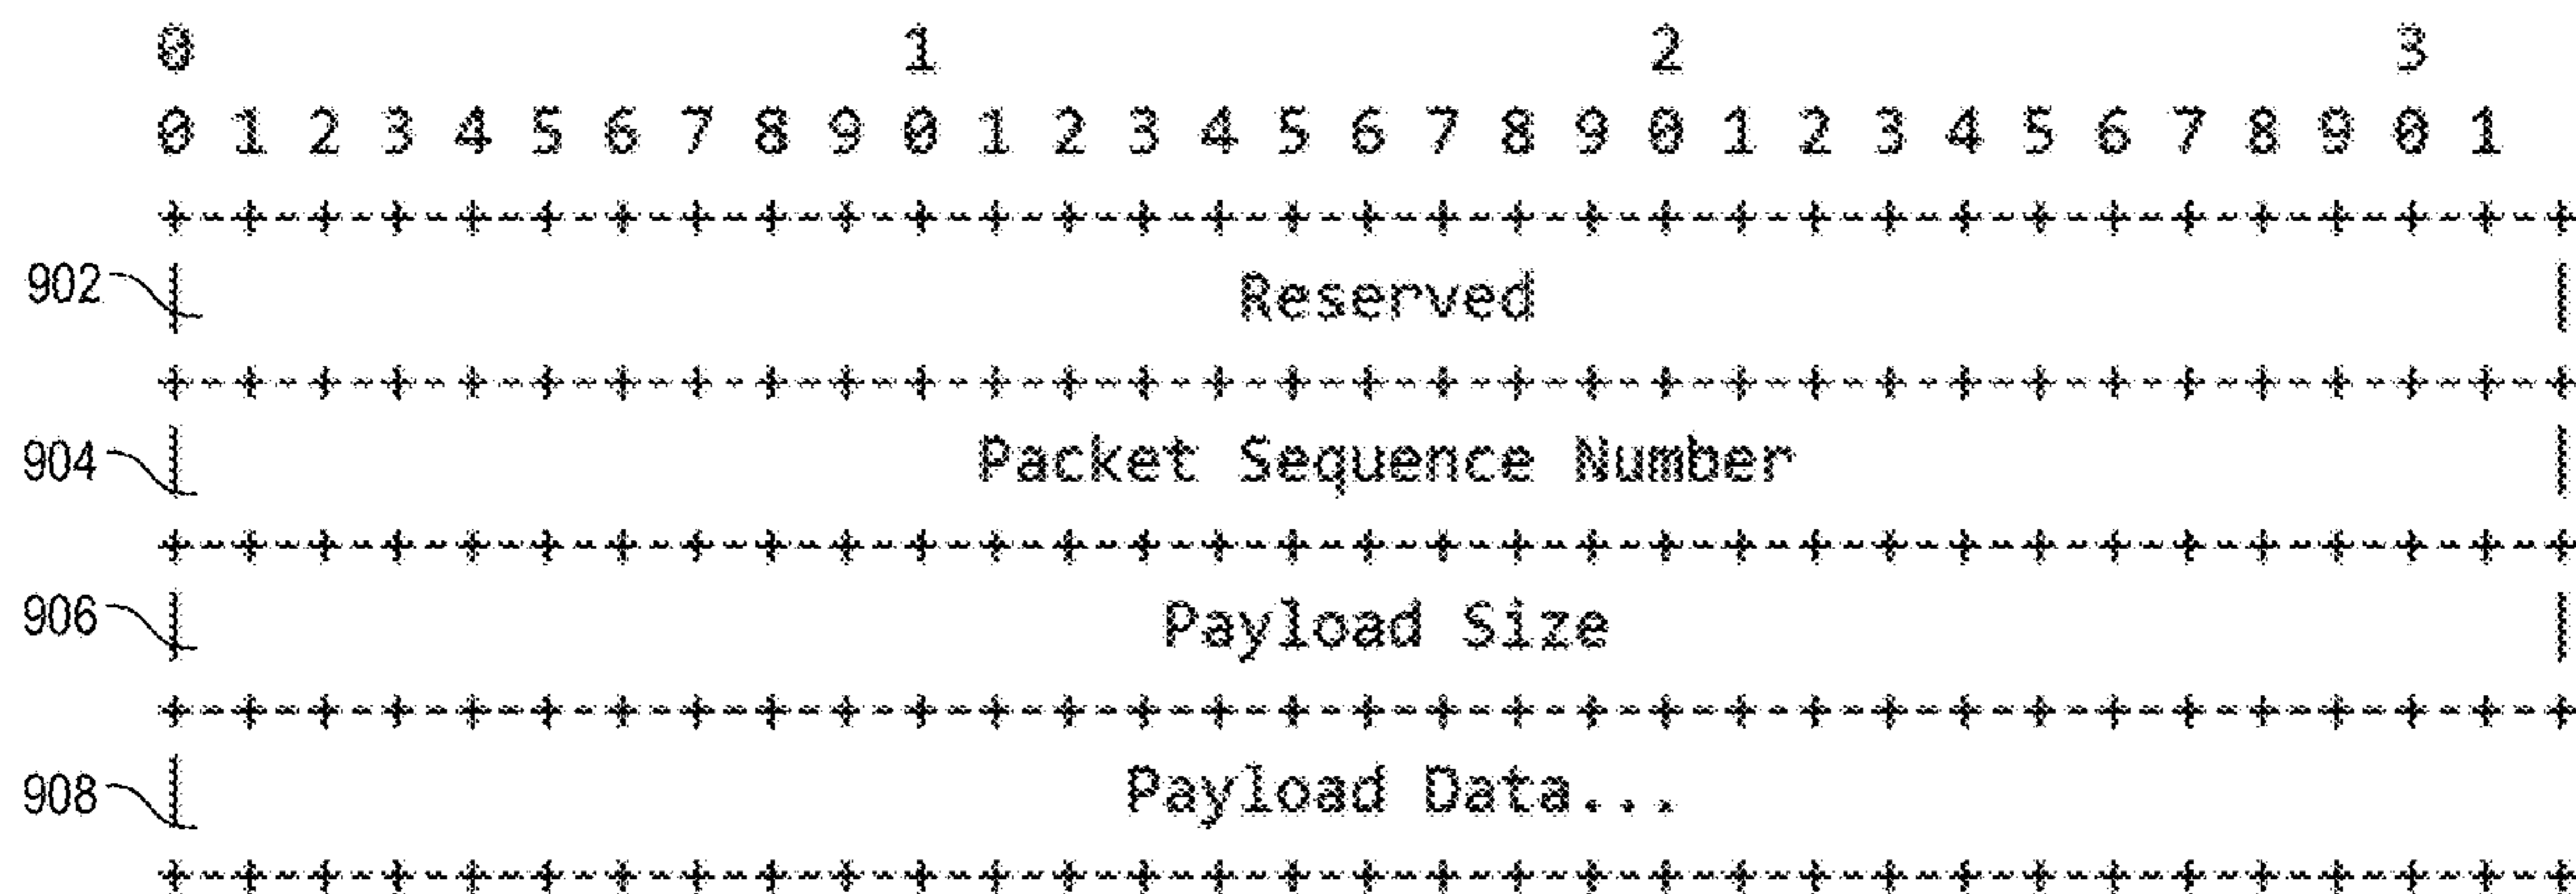 0 1 2 3
0 1 2 3 4 5 6 7 8 9 0 1 2 3 4 5 6 7 8 9 0 1 2 3 4 5 6 7 8 9 0 1
+-+-+-+-+-+-+-+-+-+-+-+-+-+-+-+-+-+-+-+-+-+-+-+-+-+-+-+-+-+-+-+-+
902 | Reserved |
+-+-+-+-+-+-+-+-+-+-+-+-+-+-+-+-+-+-+-+-+-+-+-+-+-+-+-+-+-+-+-+-+
904 | Packet Sequence Number |
+-+-+-+-+-+-+-+-+-+-+-+-+-+-+-+-+-+-+-+-+-+-+-+-+-+-+-+-+-+-+-+-+
906 | Payload Size |
+-+-+-+-+-+-+-+-+-+-+-+-+-+-+-+-+-+-+-+-+-+-+-+-+-+-+-+-+-+-+-+-+
908 | Payload Data...
+-+-+-+-+-+-+-+-+-+-+-+-+-+-+-+-+-+-+-+-+-+-+-+-+-+-+-+-+-+-+-+-+